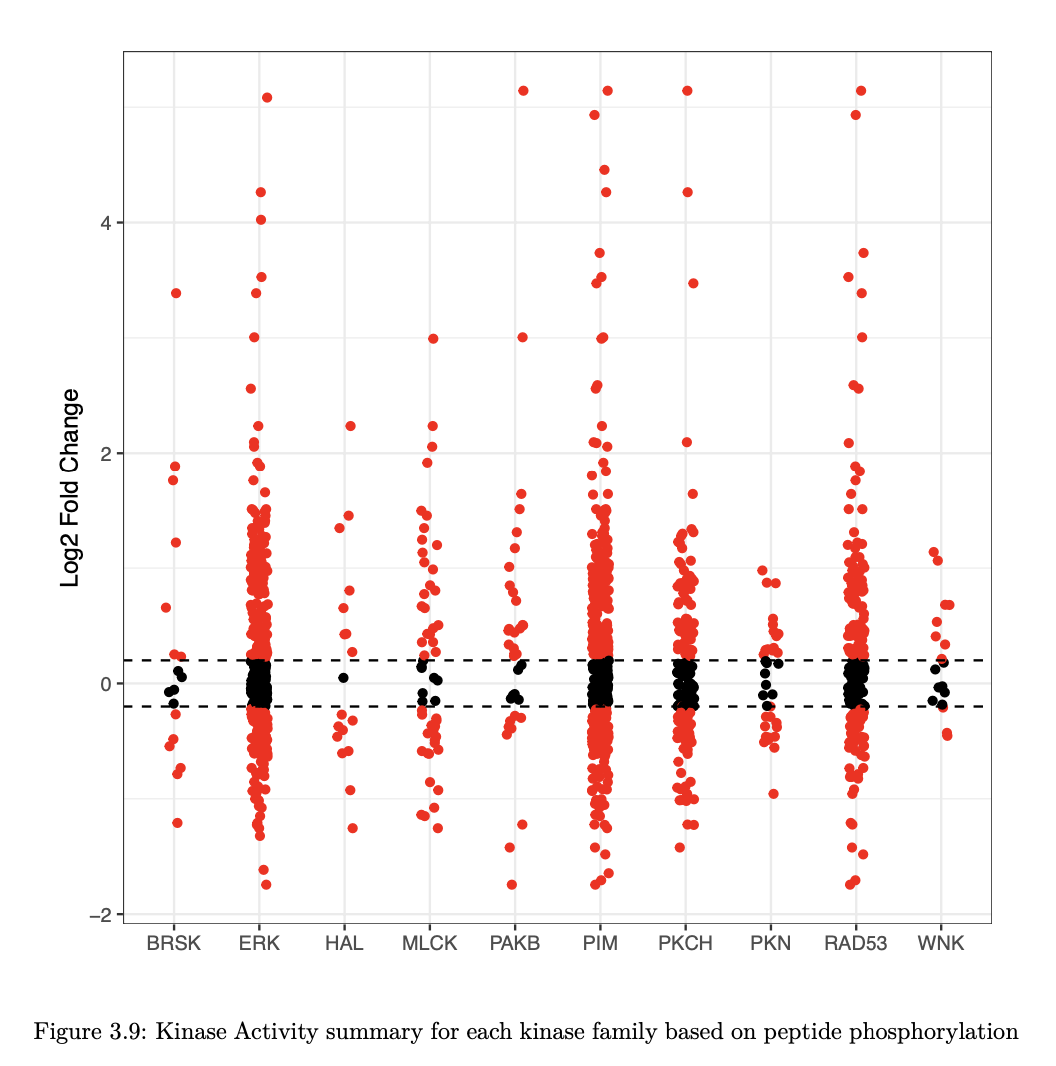 4
2
0
−2
Log2 Fold Change
BRSK ERK HAL MLCK PAKB PIM PKCH PKN RAD53 WNK
Figure 3.9: Kinase Activity summary for each kinase family based on peptide phosphorylation